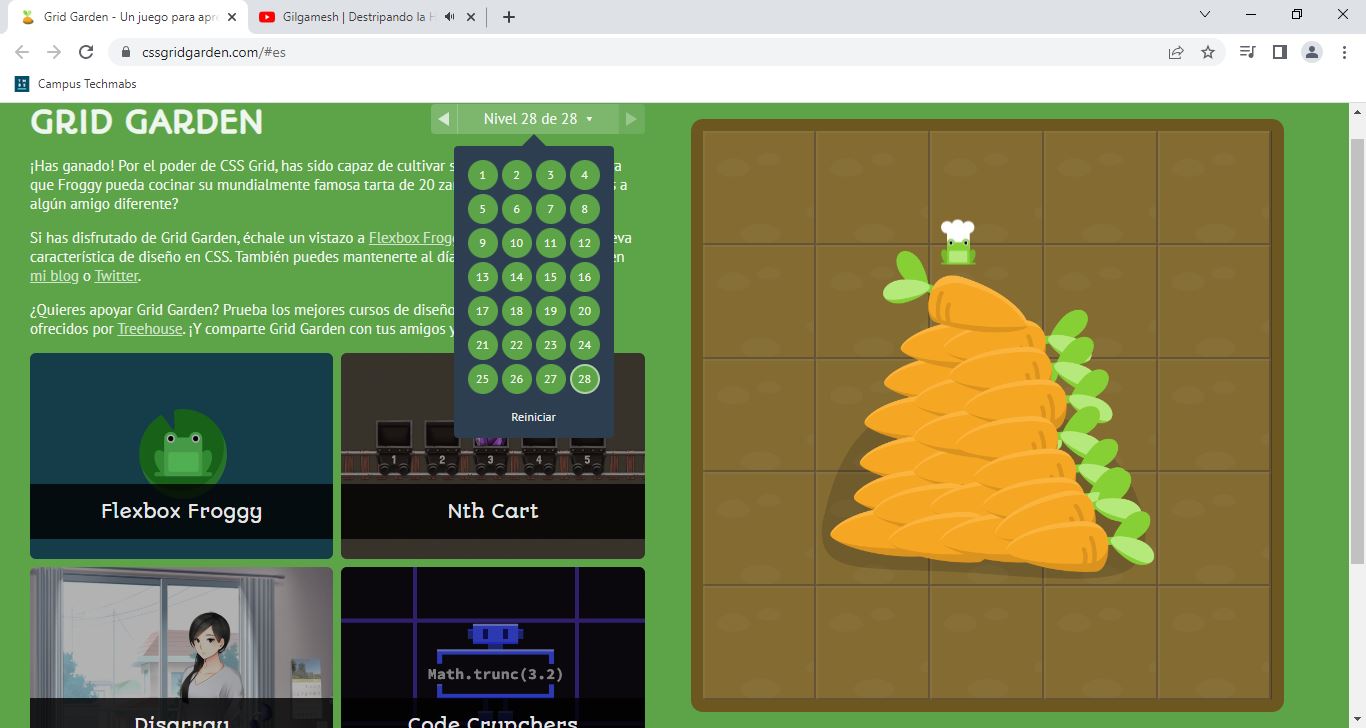 Grid Garden - Un juego para apre
Gilgamesh | Destripando la H
cssgridgarden.com/#es
Campus Techmabs
GRID GARDEN
Nivel 28 de 28
¡Has ganado! Por el poder de CSS Grid, has sido capaz de cultivar
que Froggy pueda cocinar su mundialmente famosa tarta de 20
s a
algún amigo diferente?
Si has disfrutado de Grid Garden, échale un vistazo a Flexbox
característica de diseño en CSS. También puedes mantenerte al día
en
mi blog o Twitter.
¿Quieres apoyar Grid Garden? Prueba los mejores cursos de diseño
ofrecidos por Treehouse. ¡Y comparte Grid Garden con tus amigos y
1 2 3 4
5 6 7 8
9 10 11 12
13 14 15 16
17 18 19 20
21 22 23 24
25 26 27 28
Reiniciar
Flexbox Froggy
1 2 3 4 5
Nth Cart
Disarray
Math.trunc(3.2)
Code Crunchers